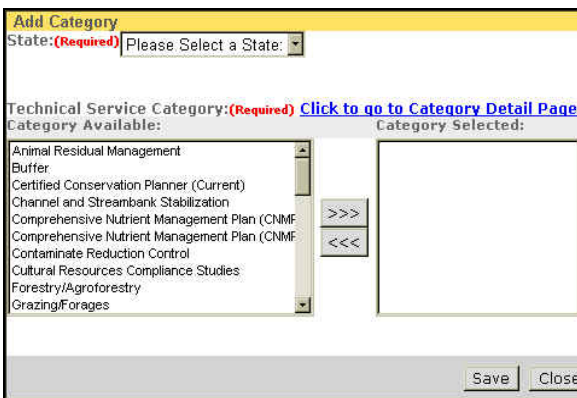 Add Category
State:(Required) Please Select a State:
Technical Service Category:(Required) Click to go to Category Detail Page
Category Available: Category Selected:
Animal Residual Management
Buffer
Certified Conservation Planner (Current)
Channel and Streambank Stabilization
Comprehensive Nutrient Management Plan (CNMP
Comprehensive Nutrient Management Plan (CNMP
Contaminate Reduction Control
Cultural Resources Compliance Studies
Forestry/Agroforestry
Grazing/Forages
>>>
<<<
Save Close